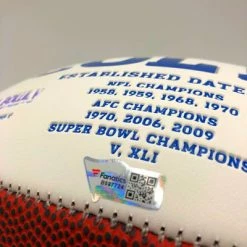 ESTABLISHED DATE
NFL CHAMPIONS
1958, 1959, 1968, 1970
AFC CHAMPIONS
1970, 2006, 2009
SUPER BOWL CHAMPIONS
V, XLI
Fanatics